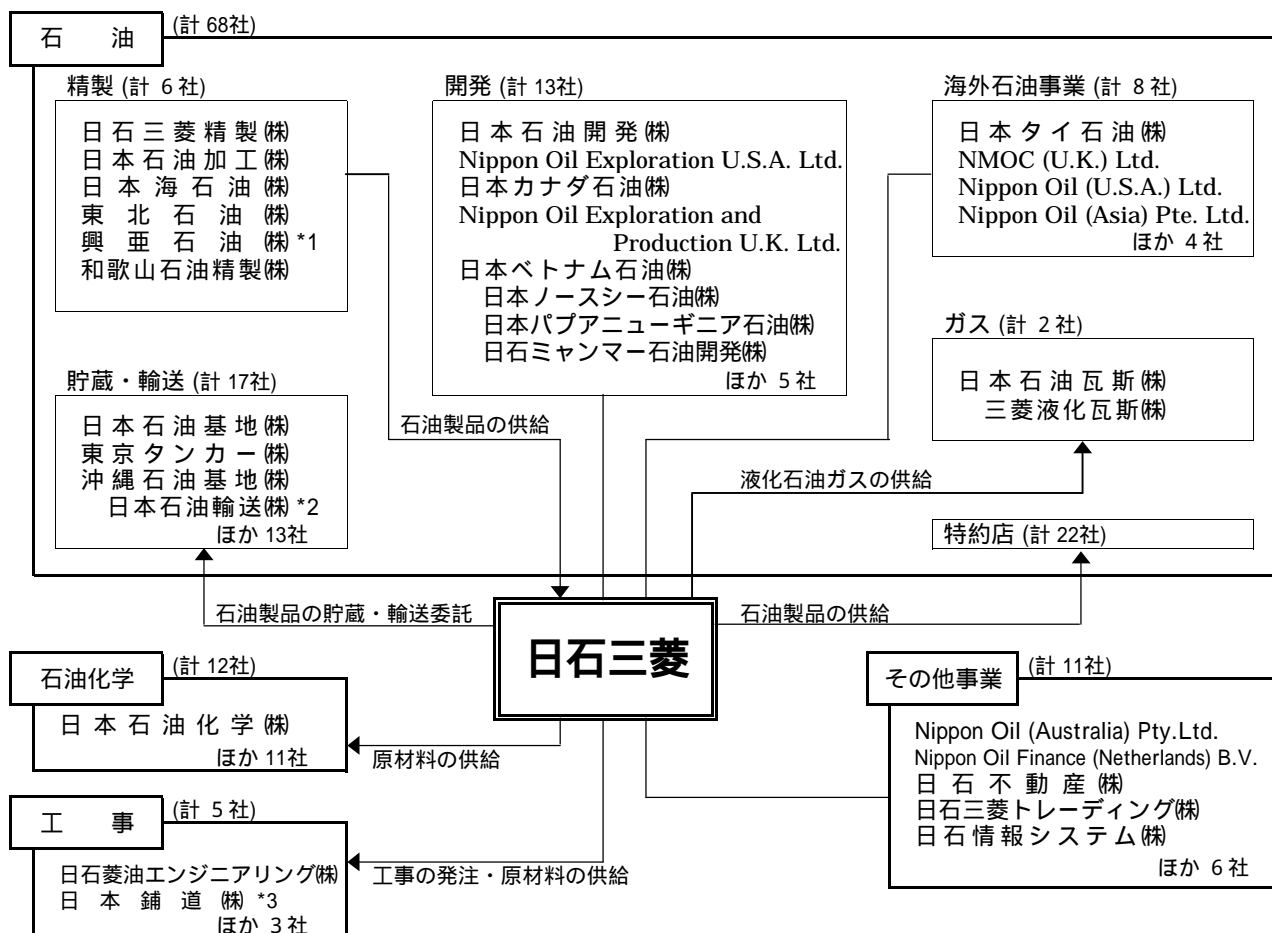 石　油 (計 68社)
精製 (計 6 社)
日石三菱精製㈱
日本石油加工㈱
日本海石油㈱
東北石油㈱
興亜石油㈱ *1
和歌山石油精製㈱
貯蔵・輸送 (計 17社)
日本石油基地㈱
東京タンカー㈱
沖縄石油基地㈱
日本石油輸送㈱ *2
ほか 13社
開発 (計 13社)
日本石油開発㈱
Nippon Oil Exploration U.S.A. Ltd.
日本カナダ石油㈱
Nippon Oil Exploration and
Production U.K. Ltd.
日本ベトナム石油㈱
日本ノースシー石油㈱
日本パプアニューギニア石油㈱
日石ミャンマー石油開発㈱
ほか 5 社
海外石油事業 (計 8 社)
日本タイ石油㈱
NMOC (U.K.) Ltd.
Nippon Oil (U.S.A.) Ltd.
Nippon Oil (Asia) Pte. Ltd.
ほか 4 社
ガス (計 2 社)
日本石油瓦斯㈱
三菱液化瓦斯㈱
特約店 (計 22社)
石油製品の供給
液化石油ガスの供給
石油製品の貯蔵・輸送委託
石油製品の供給
日石三菱
石油化学 (計 12社)
日本石油化学㈱
ほか 11社
原材料の供給
工　事 (計 5 社)
日石菱油エンジニアリング㈱
日本鋪道㈱ *3
ほか 3 社
工事の発注・原材料の供給
その他事業 (計 11社)
Nippon Oil (Australia) Pty.Ltd.
Nippon Oil Finance (Netherlands) B.V.
日石不動産㈱
日石三菱トレーディング㈱
日石情報システム㈱
ほか 6 社